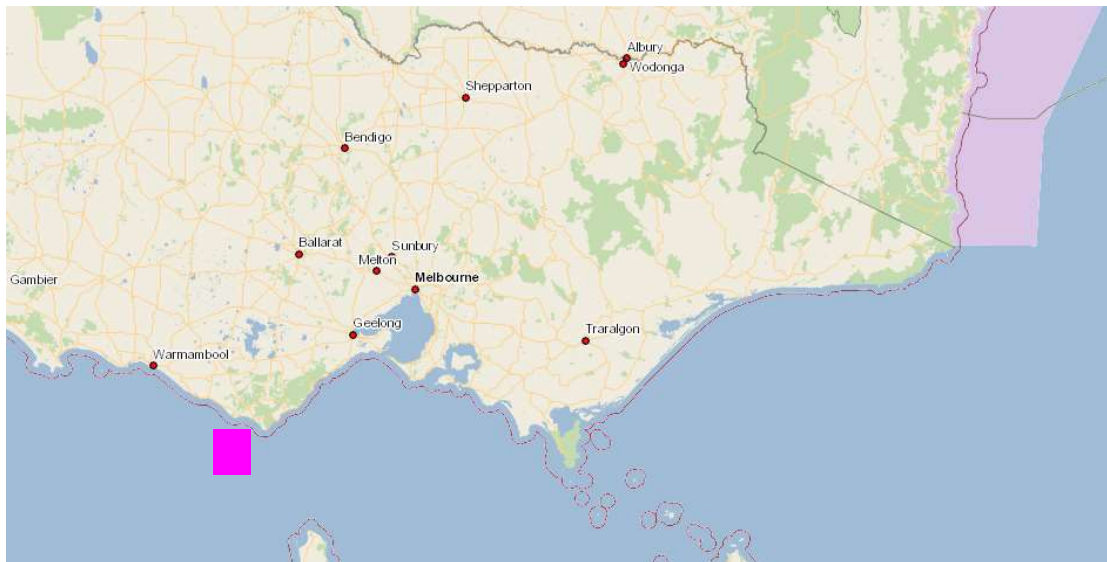 Albury
Wodonga
Shepparton
Bendigo
Ballarat
Sunbury
Melton
Gambier
Melbourne
Geelong
Traralgon
Warrnambool